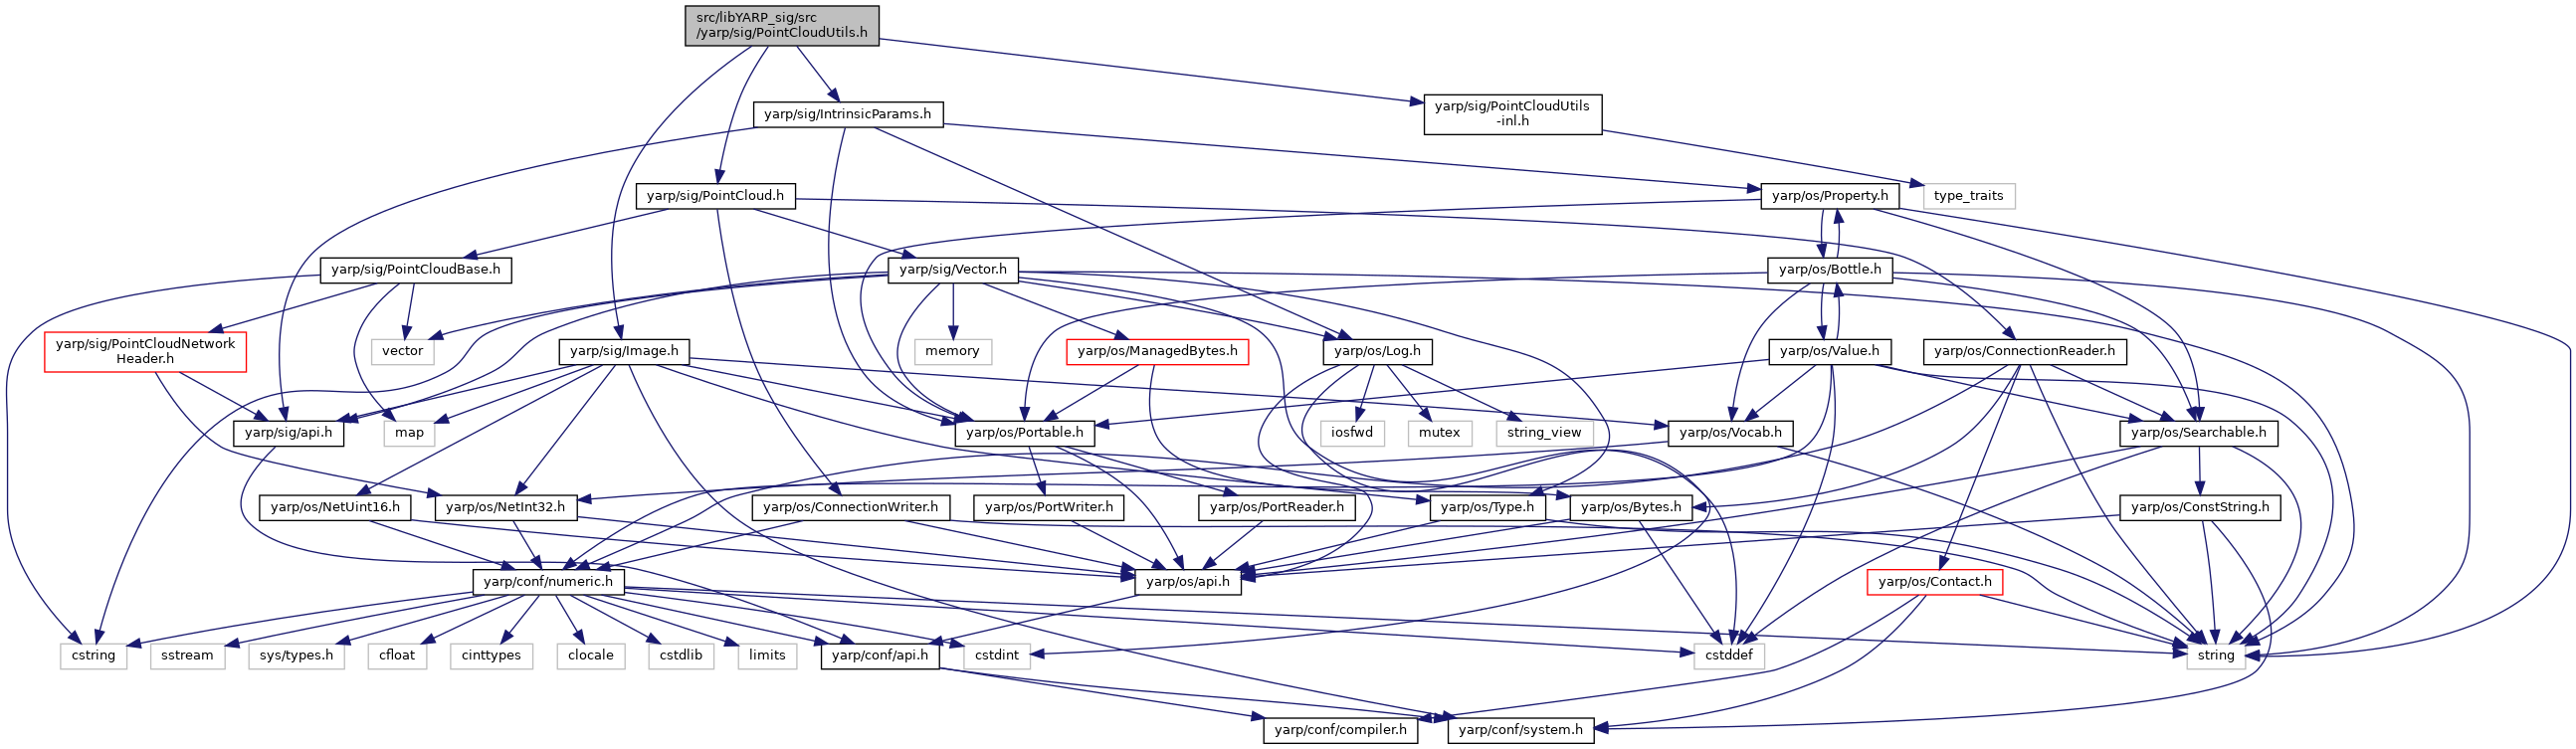 src/libYARP_sig/src
/yarp/sig/PointCloudUtils.h
yarp/sig/IntrinsicParams.h
yarp/sig/PointCloudUtils
-inl.h
yarp/sig/PointCloud.h
yarp/os/Property.h
type_traits
yarp/sig/PointCloudBase.h
yarp/sig/Vector.h
yarp/os/Bottle.h
yarp/sig/PointCloudNetwork
Header.h
vector
yarp/sig/Image.h
memory
yarp/os/ManagedBytes.h
yarp/os/Log.h
yarp/os/Value.h
yarp/os/ConnectionReader.h
yarp/sig/api.h
map
yarp/os/Portable.h
iosfwd
mutex
string_view
yarp/os/Vocab.h
yarp/os/Searchable.h
yarp/os/NetUint16.h
yarp/os/NetInt32.h
yarp/os/ConnectionWriter.h
yarp/os/PortWriter.h
yarp/os/PortReader.h
yarp/os/Type.h
yarp/os/Bytes.h
yarp/os/ConstString.h
yarp/conf/numeric.h
yarp/os/api.h
yarp/os/Contact.h
cstring
sstream
sys/types.h
cfloat
cinttypes
clocale
cstdlib
limits
yarp/conf/api.h
cstdint
cstddef
string
yarp/conf/compiler.h
yarp/conf/system.h